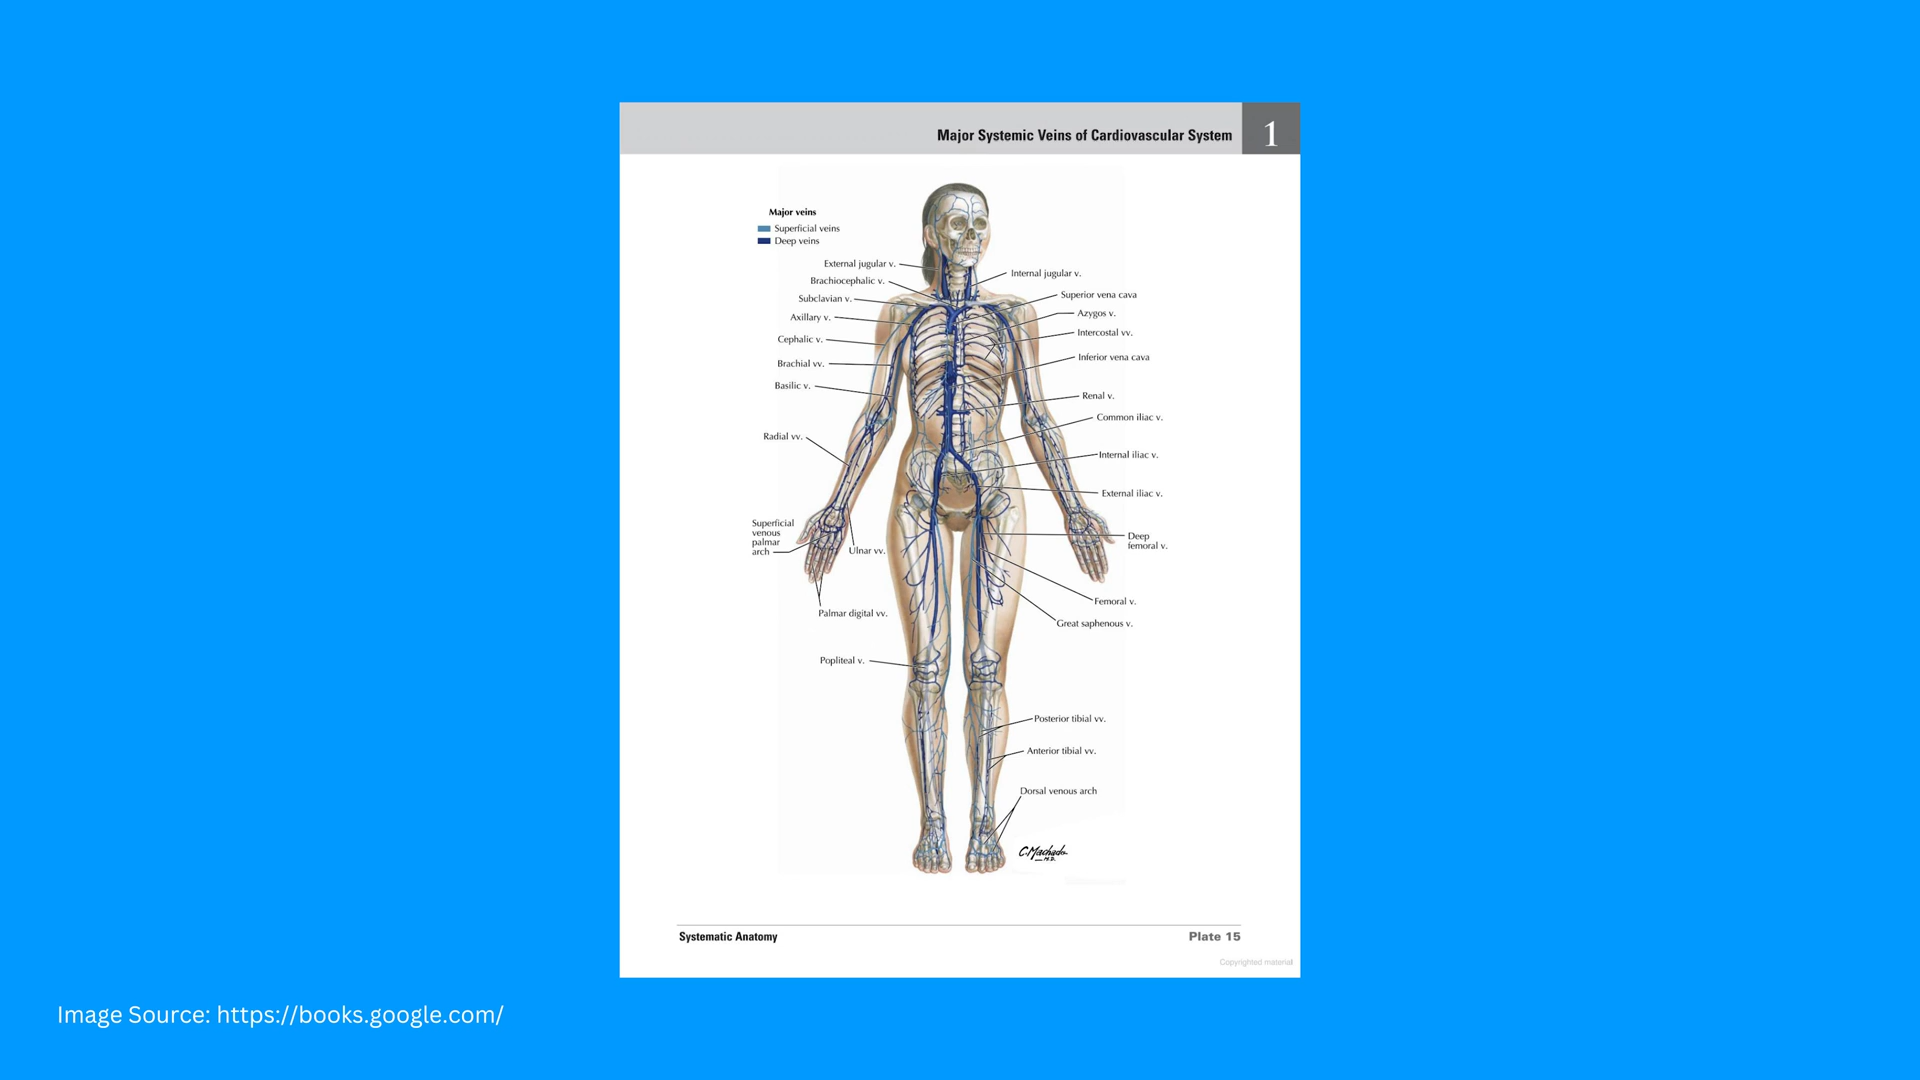 Major Systemic Veins of Cardiovascular System
1
Major veins
Superficial veins
Deep veins
External jugular v.
Brachiocephalic v.
Subclavian v.
Axillary v.
Cephalic v.
Brachial vv.
Basilic v.
Radial vv.
Superficial
venous
palmar
arch
Ulnar vv.
Palmar digital vv.
Popliteal v.
Internal jugular v.
Superior vena cava
Azygos v.
Intercostal vv.
Inferior vena cava
Renal v.
Common iliac v.
Internal iliac v.
External iliac v.
Deep
femoral v.
Femoral v.
Great saphenous v.
Posterior tibial vv.
Anterior tibial vv.
Dorsal venous arch
C.Machado
M.D.
Systematic Anatomy
Plate 15
Copyrighted material
Image Source: https://books.google.com/